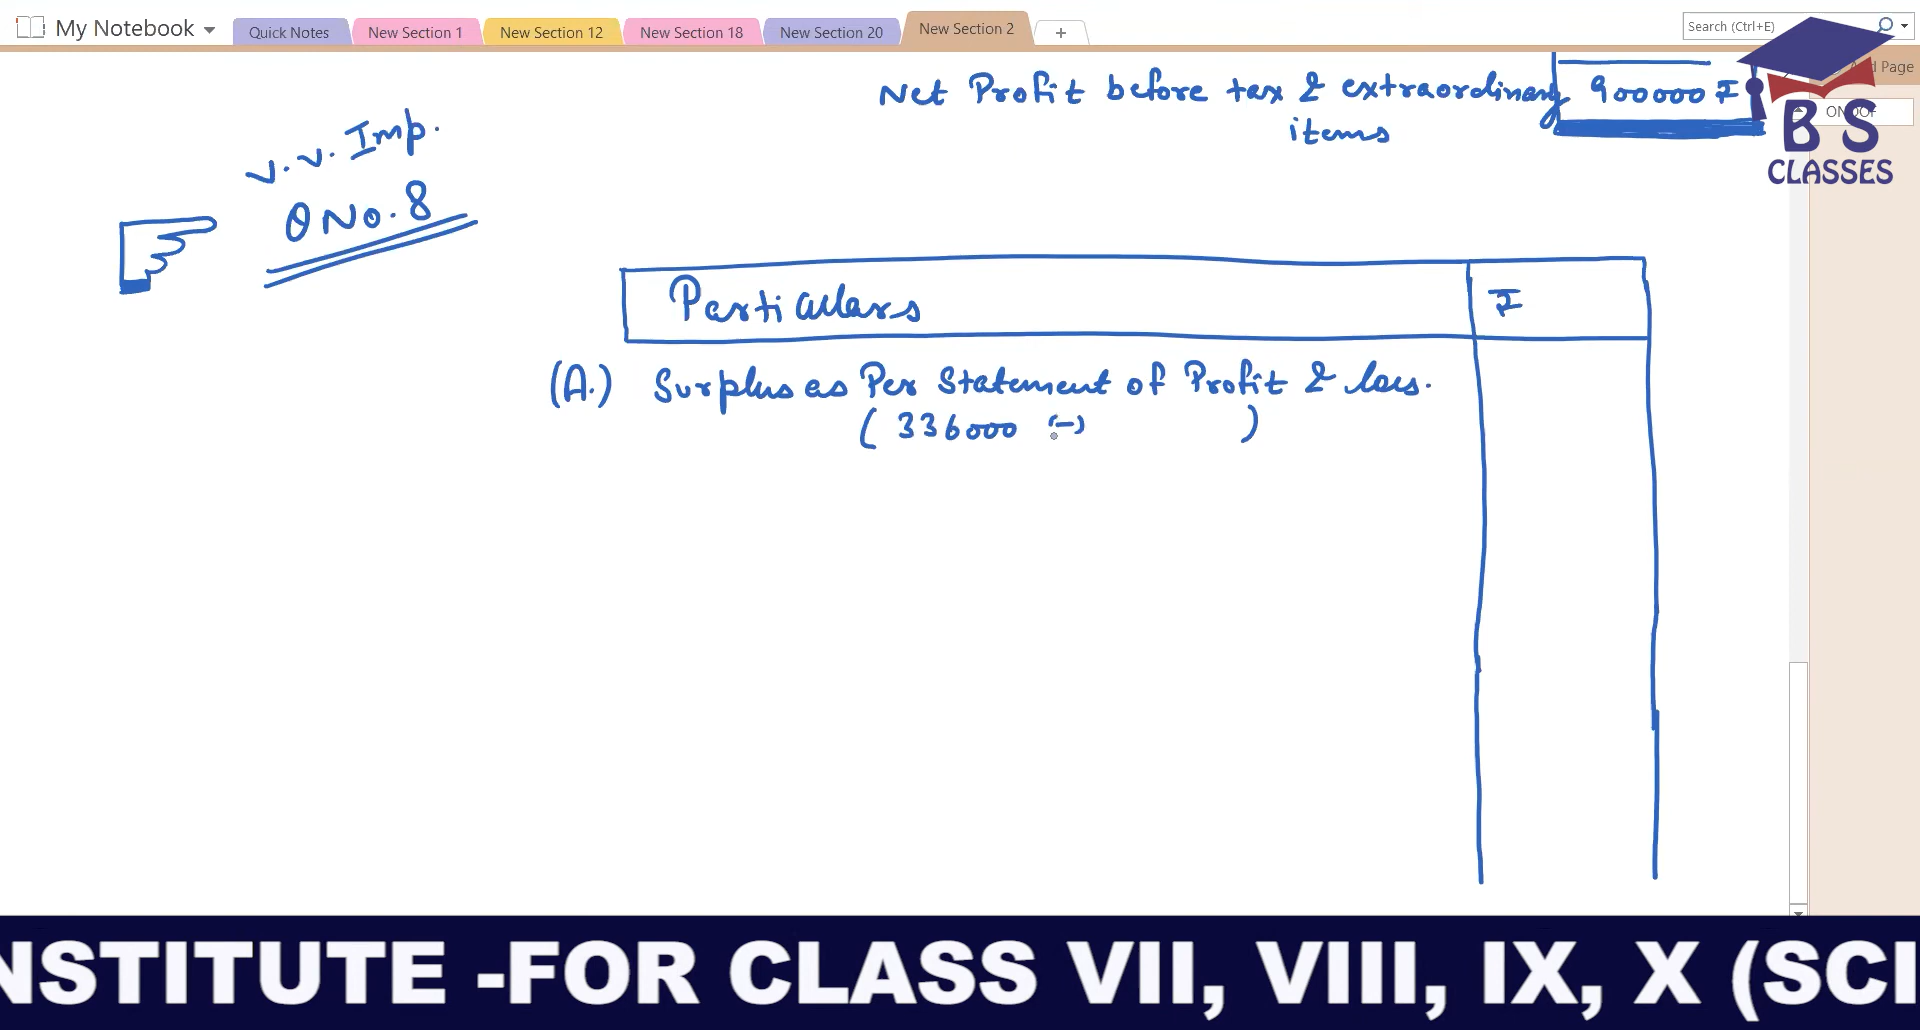 My Notebook
Quick Notes
New Section 1
New Section 12
New Section 18
New Section 20
New Section 2
+
Search (Ctrl+E)
Page
B S
CLASSES
Net Profit before tax & extraordinary 900000 ₹
items
V. V. Imp.
Q No. 8
Particulars ₹
(A.) Surplus as Per Statement of Profit & loss.
( 336000 (-) )
NSTITUTE -FOR CLASS VII, VIII, IX, X (SCI